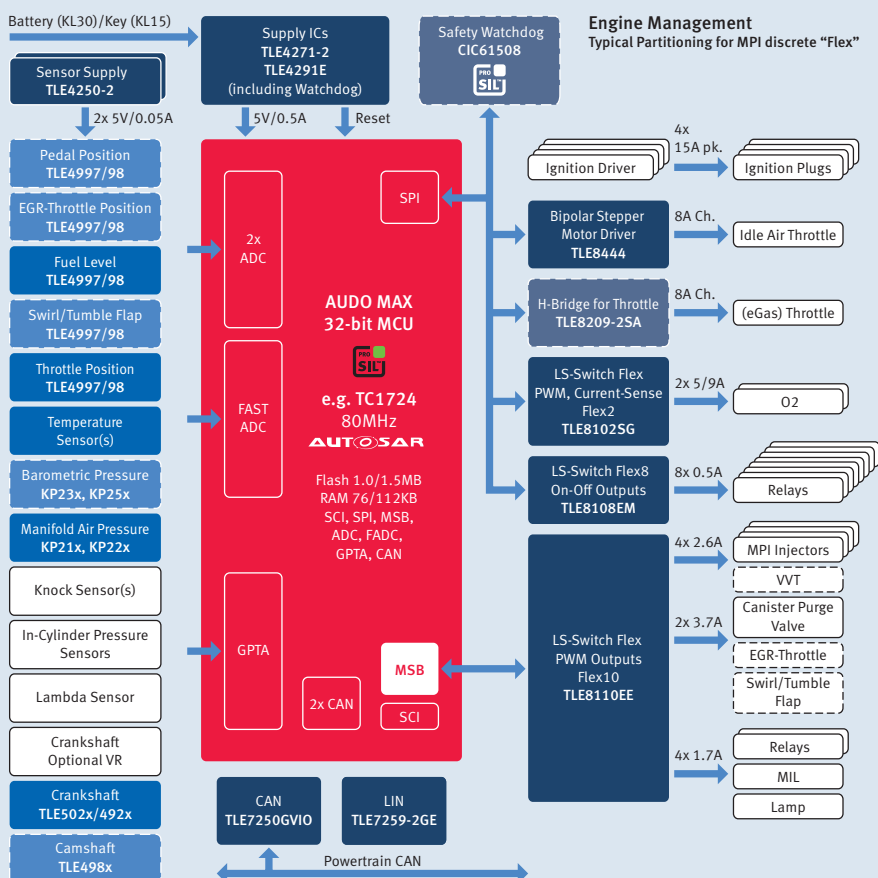 Battery (KL30)/Key (KL15)
Supply ICs
TLE4271-2
TLE4291E
(including Watchdog)
Safety Watchdog
CIC61508
PRO
SIL
Engine Management
Typical Partitioning for MPI discrete “Flex”
Sensor Supply
TLE4250-2
2x 5V/0.05A
5V/0.5A
Reset
Pedal Position
TLE4997/98
EGR-Throttle Position
TLE4997/98
Fuel Level
TLE4997/98
Swirl/Tumble Flap
TLE4997/98
Throttle Position
TLE4997/98
Temperature
Sensor(s)
Barometric Pressure
KP23x, KP25x
Manifold Air Pressure
KP21x, KP22x
Knock Sensor(s)
In-Cylinder Pressure
Sensors
Lambda Sensor
Crankshaft
Optional VR
Crankshaft
TLE502x/492x
Camshaft
TLE498x
2x
ADC
FAST
ADC
GPTA
SPI
AUDO MAX
32-bit MCU
PRO
SIL
e.g. TC1724
80MHz
AUTOSAR
Flash 1.0/1.5MB
RAM 76/112KB
SCI, SPI, MSB,
ADC, FADC,
GPTA, CAN
MSB
2x CAN
SCI
CAN
TLE7250GVIO
LIN
TLE7259-2GE
Powertrain CAN
Ignition Driver
4x
15A pk.
Ignition Plugs
Bipolar Stepper
Motor Driver
TLE8444
8A Ch.
Idle Air Throttle
H-Bridge for Throttle
TLE8209-2SA
8A Ch.
(eGas) Throttle
LS-Switch Flex
PWM, Current-Sense
Flex2
TLE8102SG
2x 5/9A
O2
LS-Switch Flex8
On-Off Outputs
TLE8108EM
8x 0.5A
Relays
LS-Switch Flex
PWM Outputs
Flex10
TLE8110EE
4x 2.6A
MPI Injectors
VVT
2x 3.7A
Canister Purge
Valve
EGR-Throttle
Swirl/Tumble
Flap
4x 1.7A
Relays
MIL
Lamp